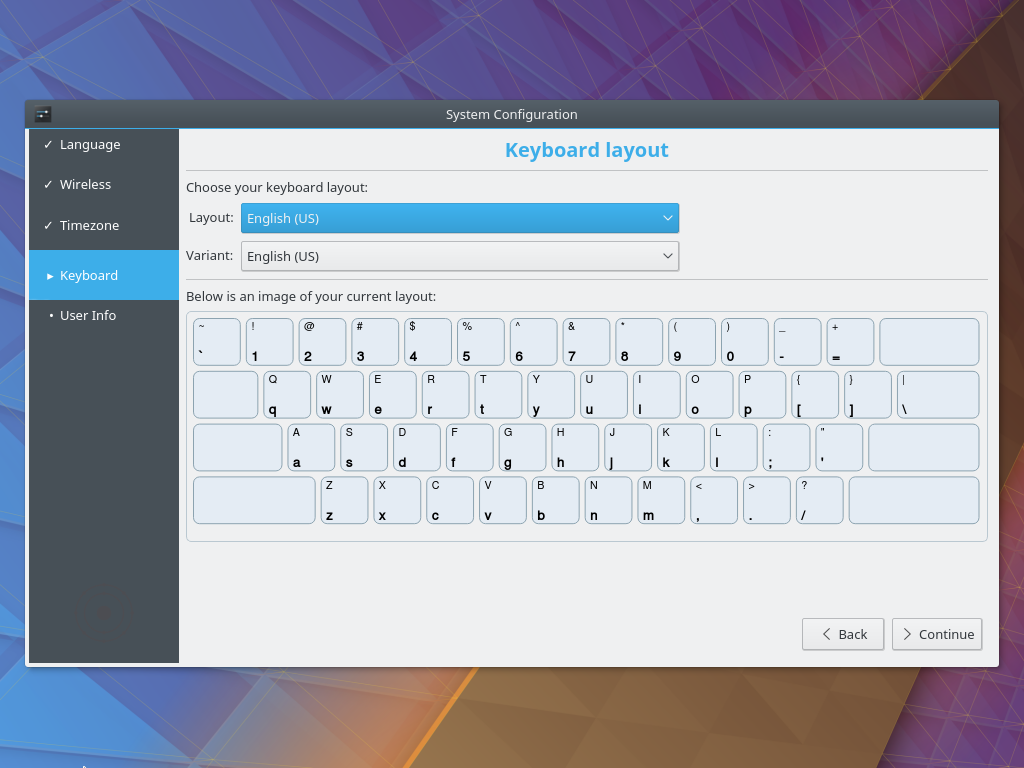 System Configuration
✓ Language
✓ Wireless
✓ Timezone
▸ Keyboard
• User Info
Keyboard layout
Choose your keyboard layout:
Layout: English (US)
Variant: English (US)
Below is an image of your current layout:
~ ! @ # $ % ^ & * ( ) _ +
` 1 2 3 4 5 6 7 8 9 0 - =
Q W E R T Y U I O P { } |
q w e r t y u i o p [ ] \
A S D F G H J K L : "
a s d f g h j k l ; '
Z X C V B N M < > ?
z x c v b n m , . /
Back
Continue